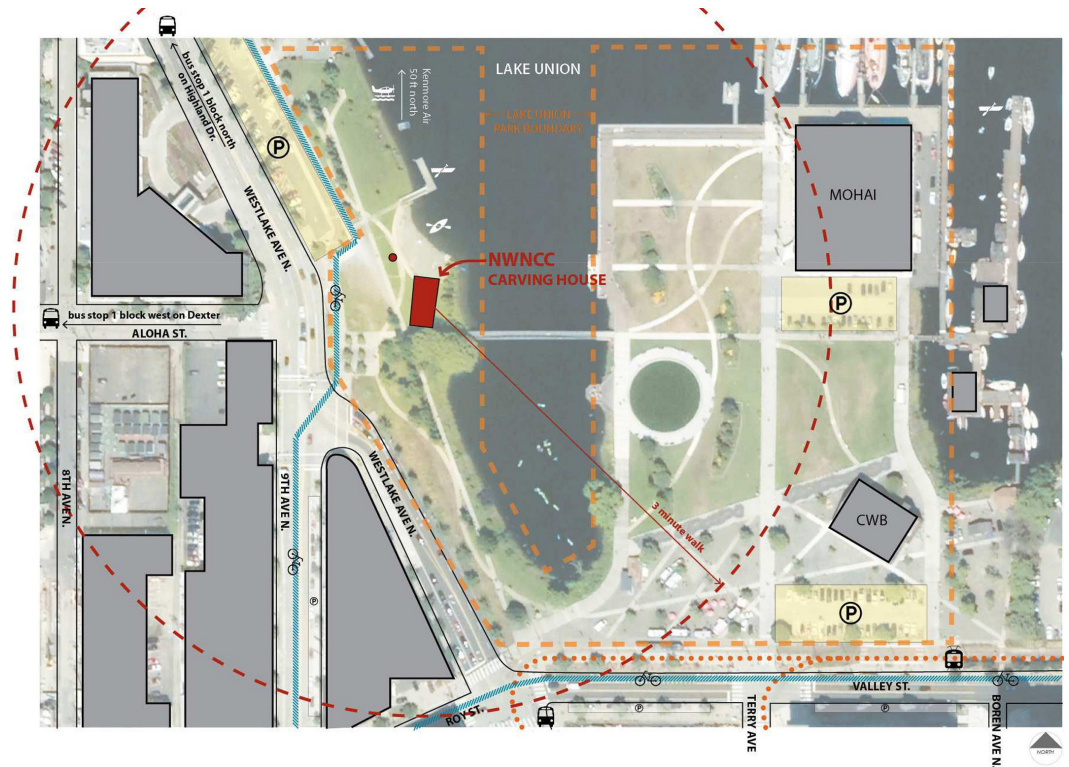 bus stop 1 block north
on Highland Dr.
P
WESTLAKE AVE N.
Kenmore Air
50 ft north
LAKE UNION
LAKE UNION
PARK BOUNDARY
MOHAI
NWNCC
CARVING HOUSE
P
bus stop 1 block west on Dexter
ALOHA ST.
8TH AVE N.
9TH AVE N.
WESTLAKE AVE N.
3 minute walk
CWB
P
P
ROY ST.
VALLEY ST.
P
P
TERRY AVE
BOREN AVE N.
NORTH